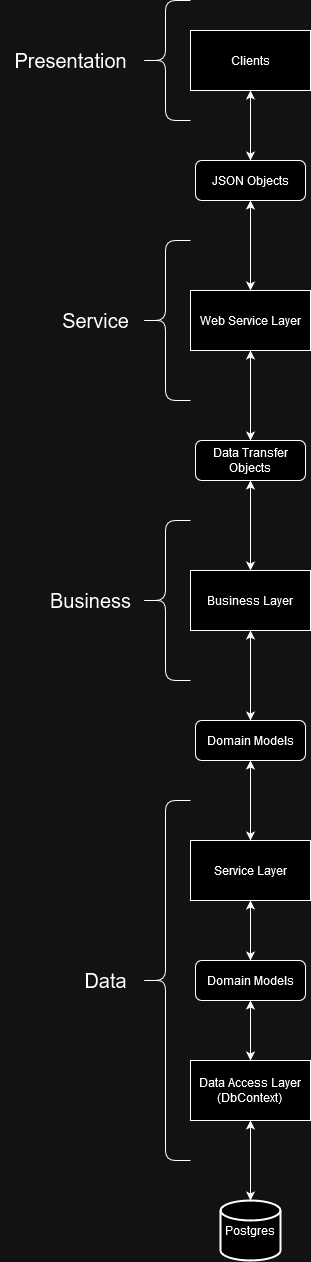 Presentation
Clients
JSON Objects
Service
Web Service Layer
Data Transfer
Objects
Business
Business Layer
Domain Models
Service Layer
Data
Domain Models
Data Access Layer
(DbContext)
Postgres